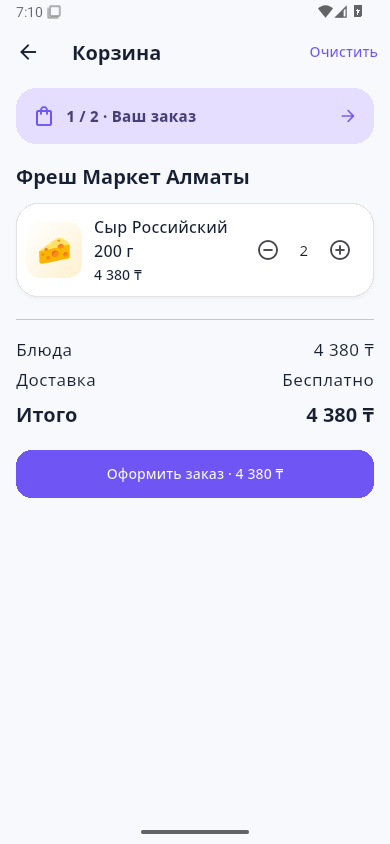 7:10
Корзина
Очистить
1 / 2 · Ваш заказ
Фреш Маркет Алматы
Сыр Российский
200 г
4 380 ₸
2
Блюда 4 380 ₸
Доставка Бесплатно
Итого 4 380 ₸
Оформить заказ · 4 380 ₸